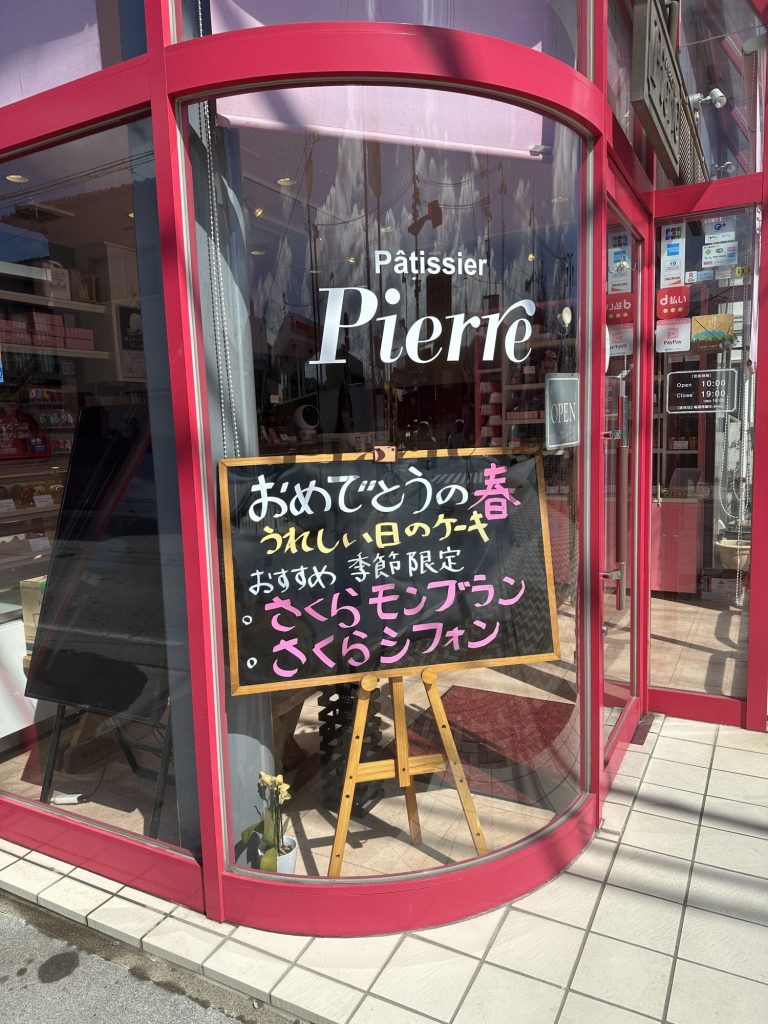 Pâtissier
Pierre
OPEN
おめでとうの春
うれしい日のケーキ
おすすめ 季節限定
。さくらモンブラン
。さくらシフォン
d払い
PayPay
Open 10:00
Close 19:00